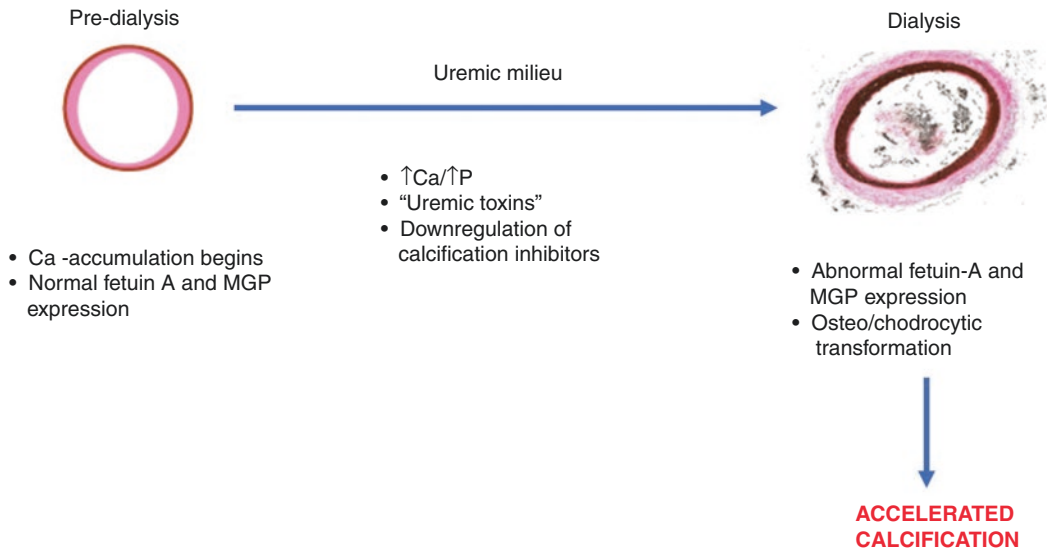 Pre-dialysis
Dialysis
Uremic milieu
• ↑Ca/↑P
• “Uremic toxins”
• Downregulation of
calcification inhibitors
• Ca -accumulation begins
• Normal fetuin A and MGP
expression
• Abnormal fetuin-A and
MGP expression
• Osteo/chodrocytic
transformation
ACCELERATED
CALCIFICATION